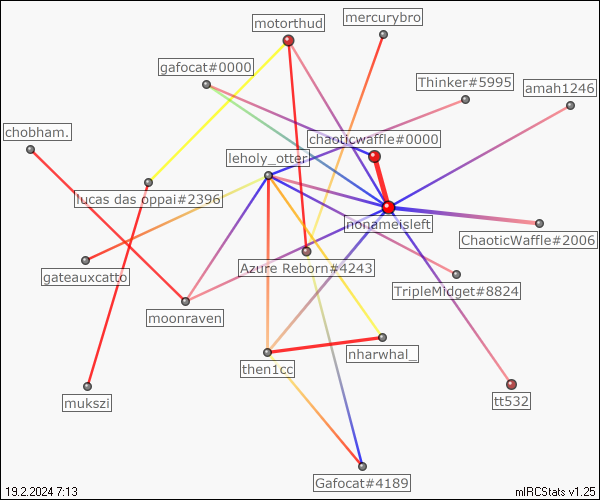 mercurybro
motorthud
gafocat#0000
Thinker#5995
amah1246
chobham.
chaoticwaffle#0000
leholy_otter
lucas das oppai#2396
nonameisleft
ChaoticWaffle#2006
Azure Reborn#4243
gateauxcatto
TripleMidget#8824
moonraven
nharwhal_
then1cc
mukszi
tt532
Gafocat#4189
19.2.2024 7:13
mIRCStats v1.25